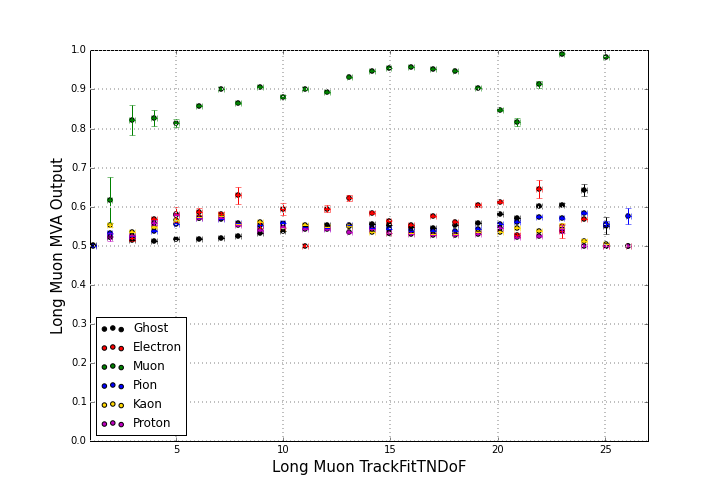 1.0
0.9
0.8
0.7
0.6
0.5
0.4
0.3
0.2
0.1
0.0
Long Muon MVA Output
Ghost
Electron
Muon
Pion
Kaon
Proton
5 10 15 20 25
Long Muon TrackFitTNDoF